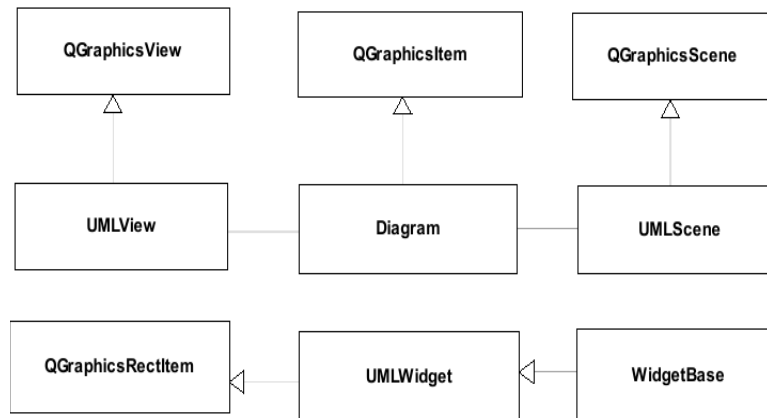 QGraphicsView
QGraphicsItem
QGraphicsScene
UMLView
Diagram
UMLScene
QGraphicsRectItem
UMLWidget
WidgetBase